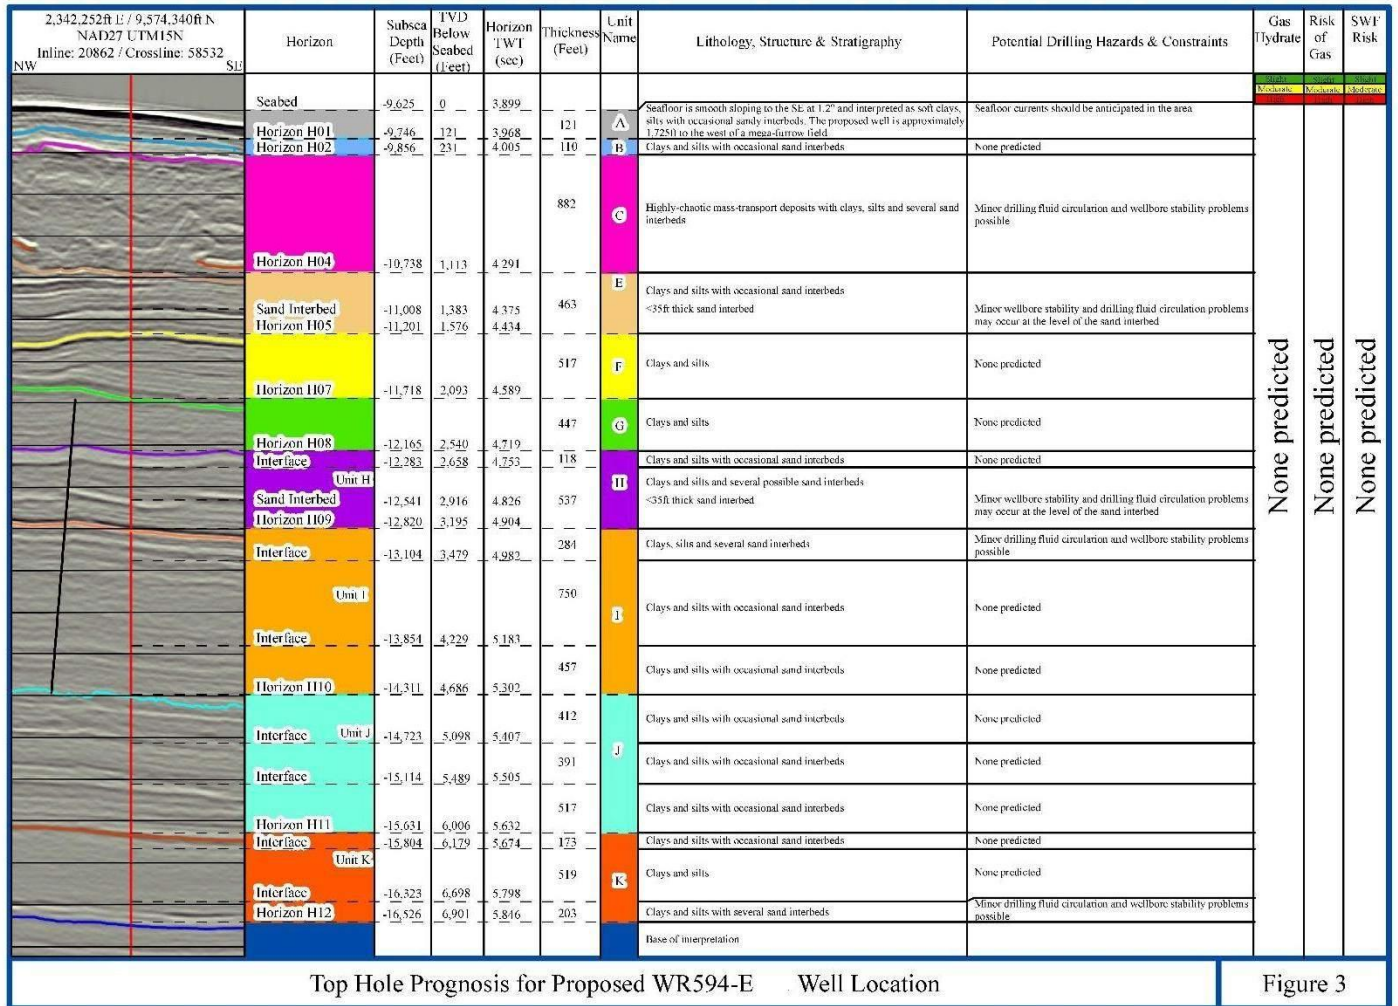 2,342,252ft E / 9,574,340ft N
NAD27 UTM15N
Inline: 20862 / Crossline: 58532
NW SE
Horizon
Subsea Depth (Feet)
TVD Below Seabed (Feet)
Horizon TWT (sec)
Thickness (Feet)
Unit Name
Lithology, Structure & Stratigraphy
Potential Drilling Hazards & Constraints
Gas Hydrate
Risk of Gas
SWF Risk
Slight Slight Slight
Moderate Moderate Moderate
Seabed -9,625 0 3.899
121 A
Seafloor is smooth sloping to the SE at 1.2° and interpreted as soft clays,
silts with occasional sandy interbeds. The proposed well is approximately
1,725ft to the west of a mega-furrow field
Seafloor currents should be anticipated in the area
Horizon H01 -9,746 121 3.968
Horizon H02 -9,856 231 4.005 110 B Clays and silts with occasional sand interbeds None predicted
882 C
Highly-chaotic mass-transport deposits with clays, silts and several sand
interbeds
Minor drilling fluid circulation and wellbore stability problems
possible
Horizon H04 -10,738 1,113 4.291
E Clays and silts with occasional sand interbeds
Sand Interbed -11,008 1,383 4.375 463 <35ft thick sand interbed
Minor wellbore stability and drilling fluid circulation problems
may occur at the level of the sand interbed
Horizon H05 -11,201 1,576 4.434
517 F Clays and silts None predicted
Horizon H07 -11,718 2,093 4.589
447 G Clays and silts None predicted
Horizon H08 -12,165 2,540 4.719
Interface -12,283 2,658 4.753 118 Clays and silts with occasional sand interbeds None predicted
Unit H H Clays and silts and several possible sand interbeds
Sand Interbed -12,541 2,916 4.826 537 <35ft thick sand interbed
Minor wellbore stability and drilling fluid circulation problems
may occur at the level of the sand interbed
Horizon H09 -12,820 3,195 4.904
284 Clays, silts and several sand interbeds
Minor drilling fluid circulation and wellbore stability problems
possible
Interface -13,104 3,479 4.982
Unit I 750 I Clays and silts with occasional sand interbeds None predicted
Interface -13,854 4,229 5.183
457 Clays and silts with occasional sand interbeds None predicted
Horizon H10 -14,311 4,686 5.302
412 Clays and silts with occasional sand interbeds None predicted
Interface Unit J -14,723 5,098 5.407
J
391 Clays and silts with occasional sand interbeds None predicted
Interface -15,114 5,489 5.505
517 Clays and silts with occasional sand interbeds None predicted
Horizon H11 -15,631 6,006 5.632
Interface -15,804 6,179 5.674 173 Clays and silts with occasional sand interbeds None predicted
Unit K 519 K Clays and silts None predicted
Interface -16,323 6,698 5.798
Horizon H12 -16,526 6,901 5.846 203 Clays and silts with several sand interbeds
Minor drilling fluid circulation and wellbore stability problems
possible
Base of interpretation
None predicted
None predicted
None predicted
Top Hole Prognosis for Proposed WR594-E Well Location
Figure 3